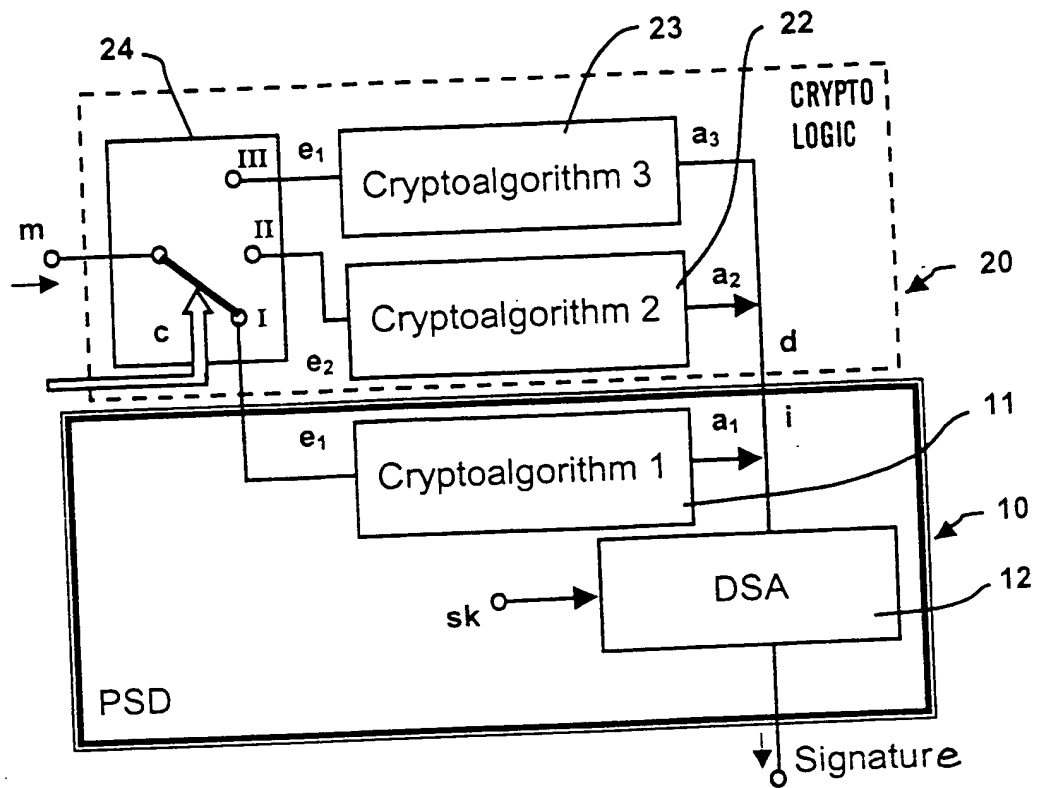 24
23
22
CRYPTO
LOGIC
III
e₁
Cryptoalgorithm 3
a₃
m
II
20
I
c
e₂
Cryptoalgorithm 2
a₂
d
e₁
Cryptoalgorithm 1
a₁
i
11
10
sk
DSA
12
PSD
Signature